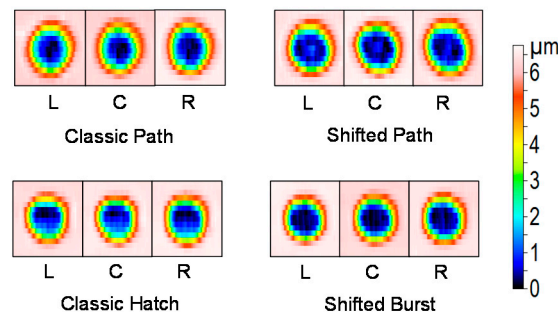 L C R
Classic Path
L C R
Shifted Path
L C R
Classic Hatch
L C R
Shifted Burst
µm
6
5
4
3
2
1
0